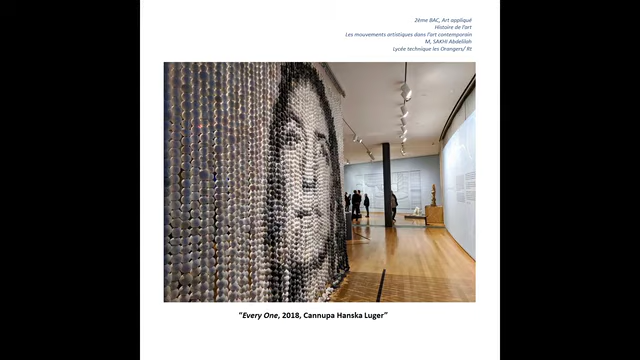 2ème BAC, Art appliqué
Histoire de l'art
Les mouvements artistiques dans l'art contemporain
M, SAKHI Abdelilah
Lycée technique les Orangers/ Rt
"Every One, 2018, Cannupa Hanska Luger"